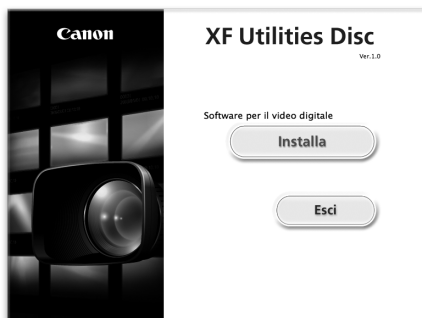 Canon
XF Utilities Disc
Ver.1.0
Software per il video digitale
Installa
Esci